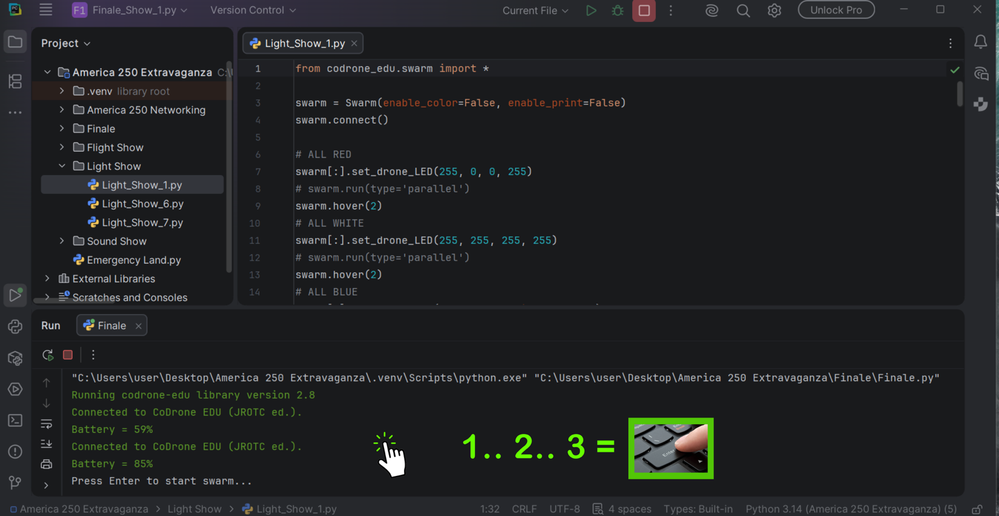 PC
F1 Finale_Show_1.py Version Control Current File Unlock Pro
Project
Light_Show_1.py
America 250 Extravaganza C:\
.venv library root
America 250 Networking
Finale
Flight Show
Light Show
Light_Show_1.py
Light_Show_6.py
Light_Show_7.py
Sound Show
Emergency Land.py
External Libraries
Scratches and Consoles
1 from codrone_edu.swarm import *
2
3 swarm = Swarm(enable_color=False, enable_print=False)
4 swarm.connect()
5
6 # ALL RED
7 swarm[:].set_drone_LED(255, 0, 0, 255)
8 # swarm.run(type='parallel')
9 swarm.hover(2)
10 # ALL WHITE
11 swarm[:].set_drone_LED(255, 255, 255, 255)
12 # swarm.run(type='parallel')
13 swarm.hover(2)
14 # ALL BLUE
Run Finale
"C:\Users\user\Desktop\America 250 Extravaganza\.venv\Scripts\python.exe" "C:\Users\user\Desktop\America 250 Extravaganza\Finale\Finale.py"
Running codrone-edu library version 2.8
Connected to CoDrone EDU (JROTC ed.).
Battery = 59%
Connected to CoDrone EDU (JROTC ed.).
Battery = 85%
Press Enter to start swarm...
1.. 2.. 3 =
Enter
America 250 Extravaganza > Light Show > Light_Show_1.py 1:32 CRLF UTF-8 4 spaces Types: Built-in Python 3.14 (America 250 Extravaganza) (5)